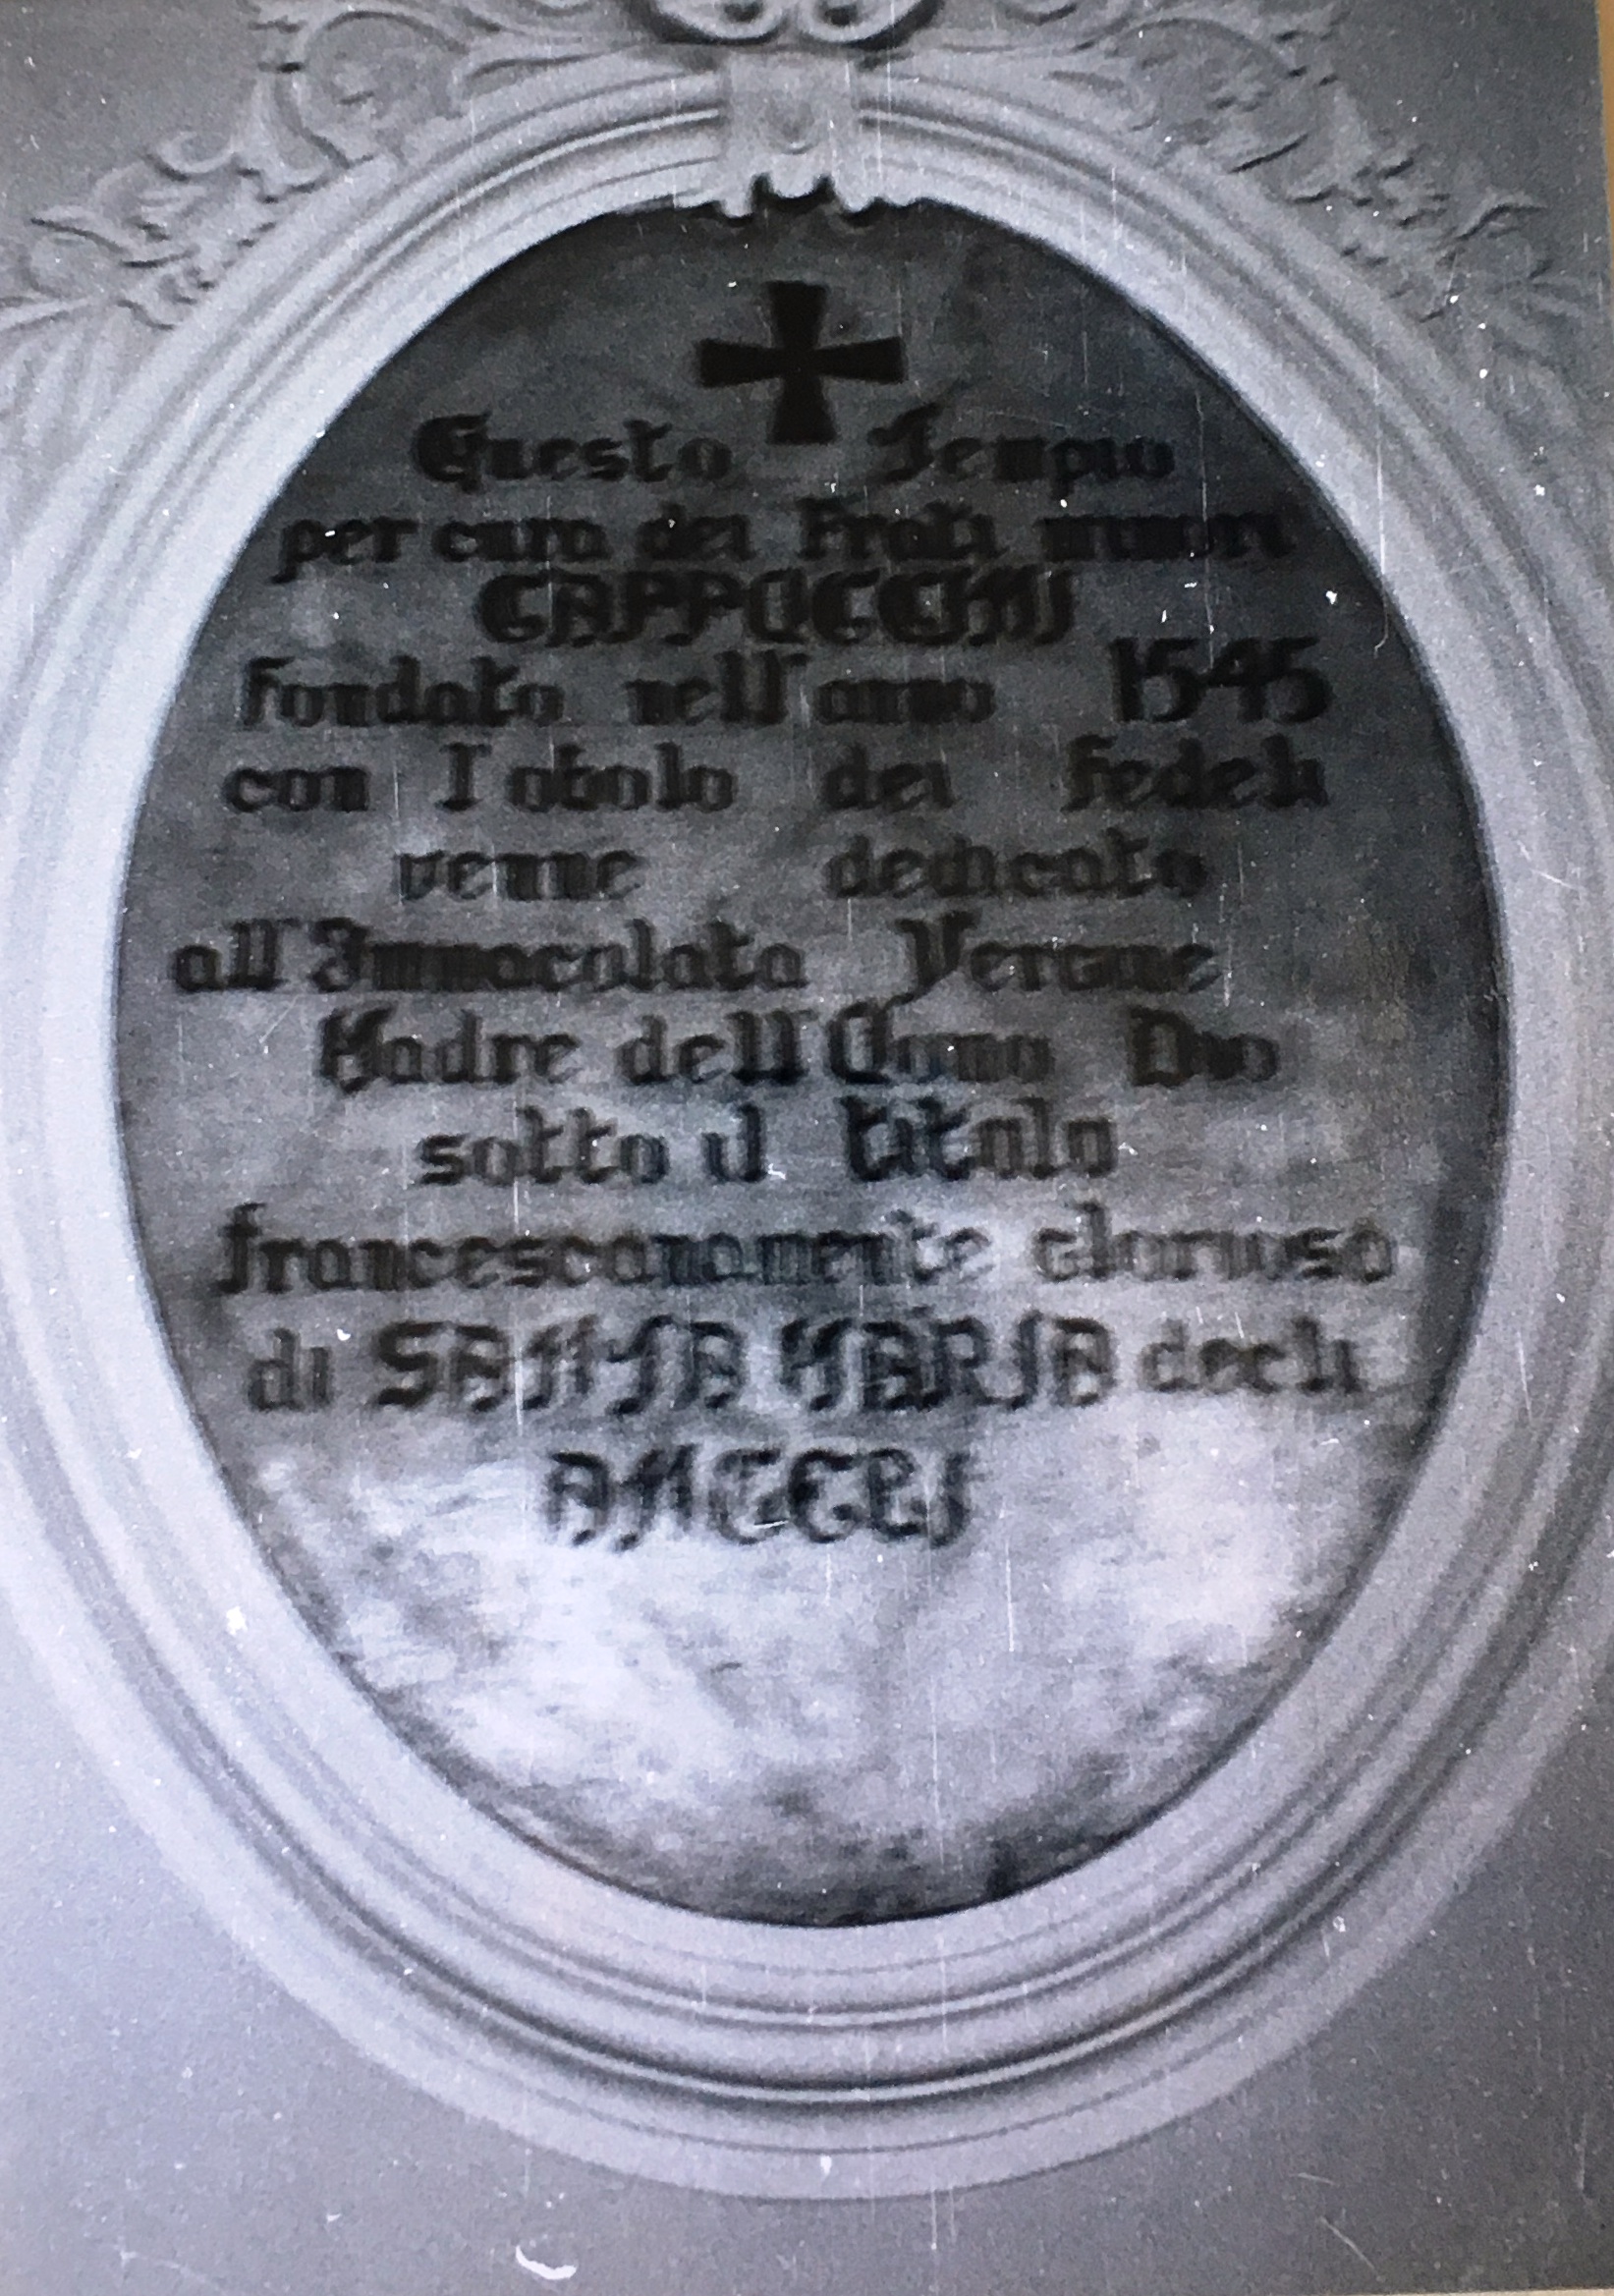 Questo Tempio
per cura dei Frati minori
CAPPUCCINI
fondato nell'anno 1545
con l'obolo dei fedeli
venne dedicato
all'Immacolata Vergine
Madre dell'Uomo Dio
sotto il titolo
francescanamente glorioso
di SANTA MARIA degli
ANGELI